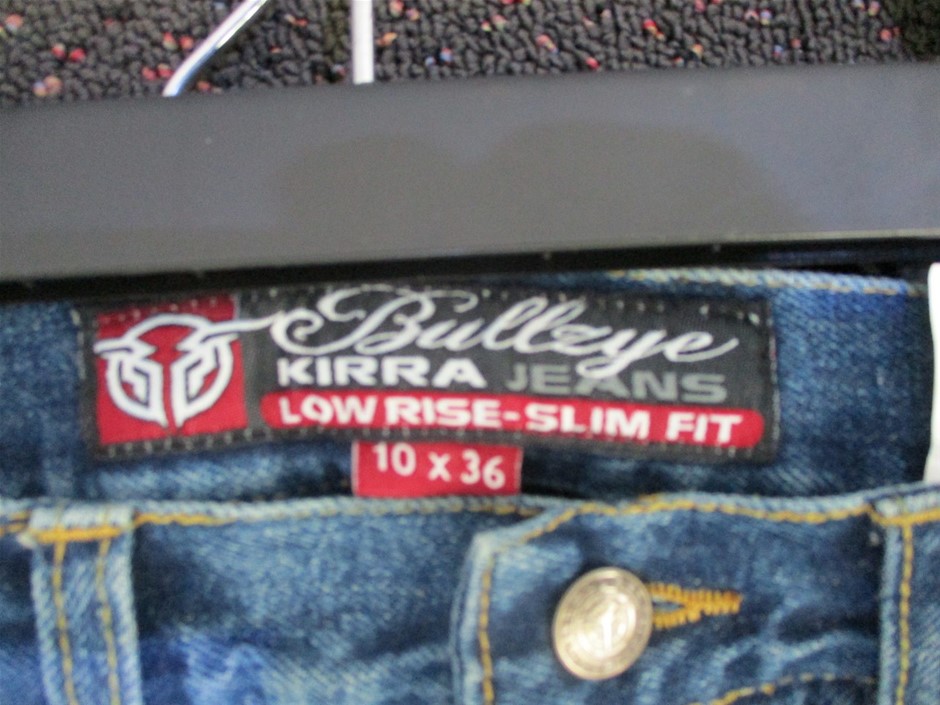 Bullzye
KIRRA JEANS
LOW RISE-SLIM FIT
10 x 36